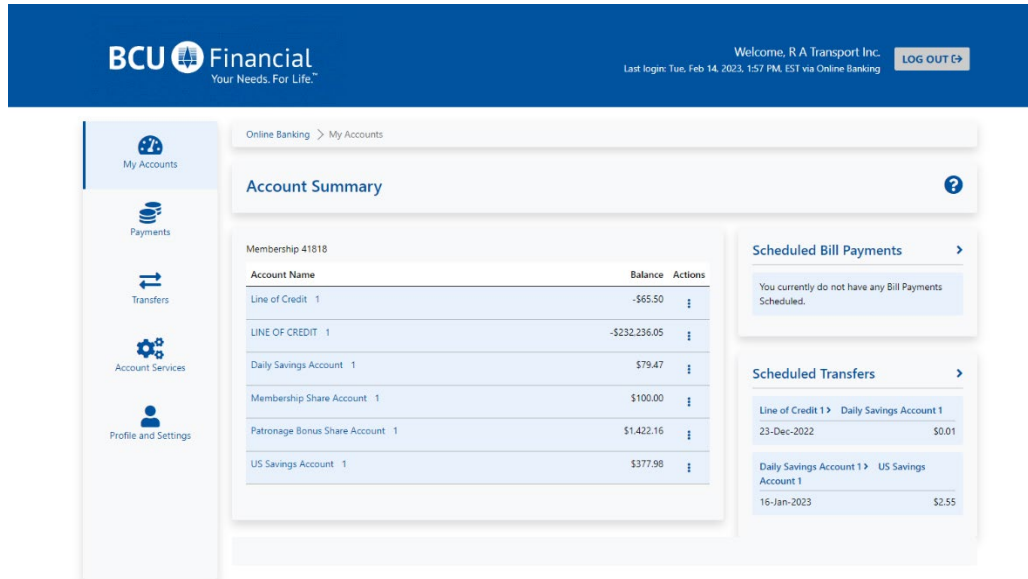 BCU Financial
Your Needs. For Life.™
Welcome, R A Transport Inc.
Last login: Tue, Feb 14, 2023, 1:57 PM, EST via Online Banking
LOG OUT
My Accounts
Payments
Transfers
Account Services
Profile and Settings
Online Banking > My Accounts
Account Summary
?
Membership 41818
Account Name Balance Actions
Line of Credit 1 -$65.50
LINE OF CREDIT 1 -$232,236.05
Daily Savings Account 1 $79.47
Membership Share Account 1 $100.00
Patronage Bonus Share Account 1 $1,422.16
US Savings Account 1 $377.98
Scheduled Bill Payments >
You currently do not have any Bill Payments
Scheduled.
Scheduled Transfers >
Line of Credit 1 > Daily Savings Account 1
23-Dec-2022 $0.01
Daily Savings Account 1 > US Savings
Account 1
16-Jan-2023 $2.55